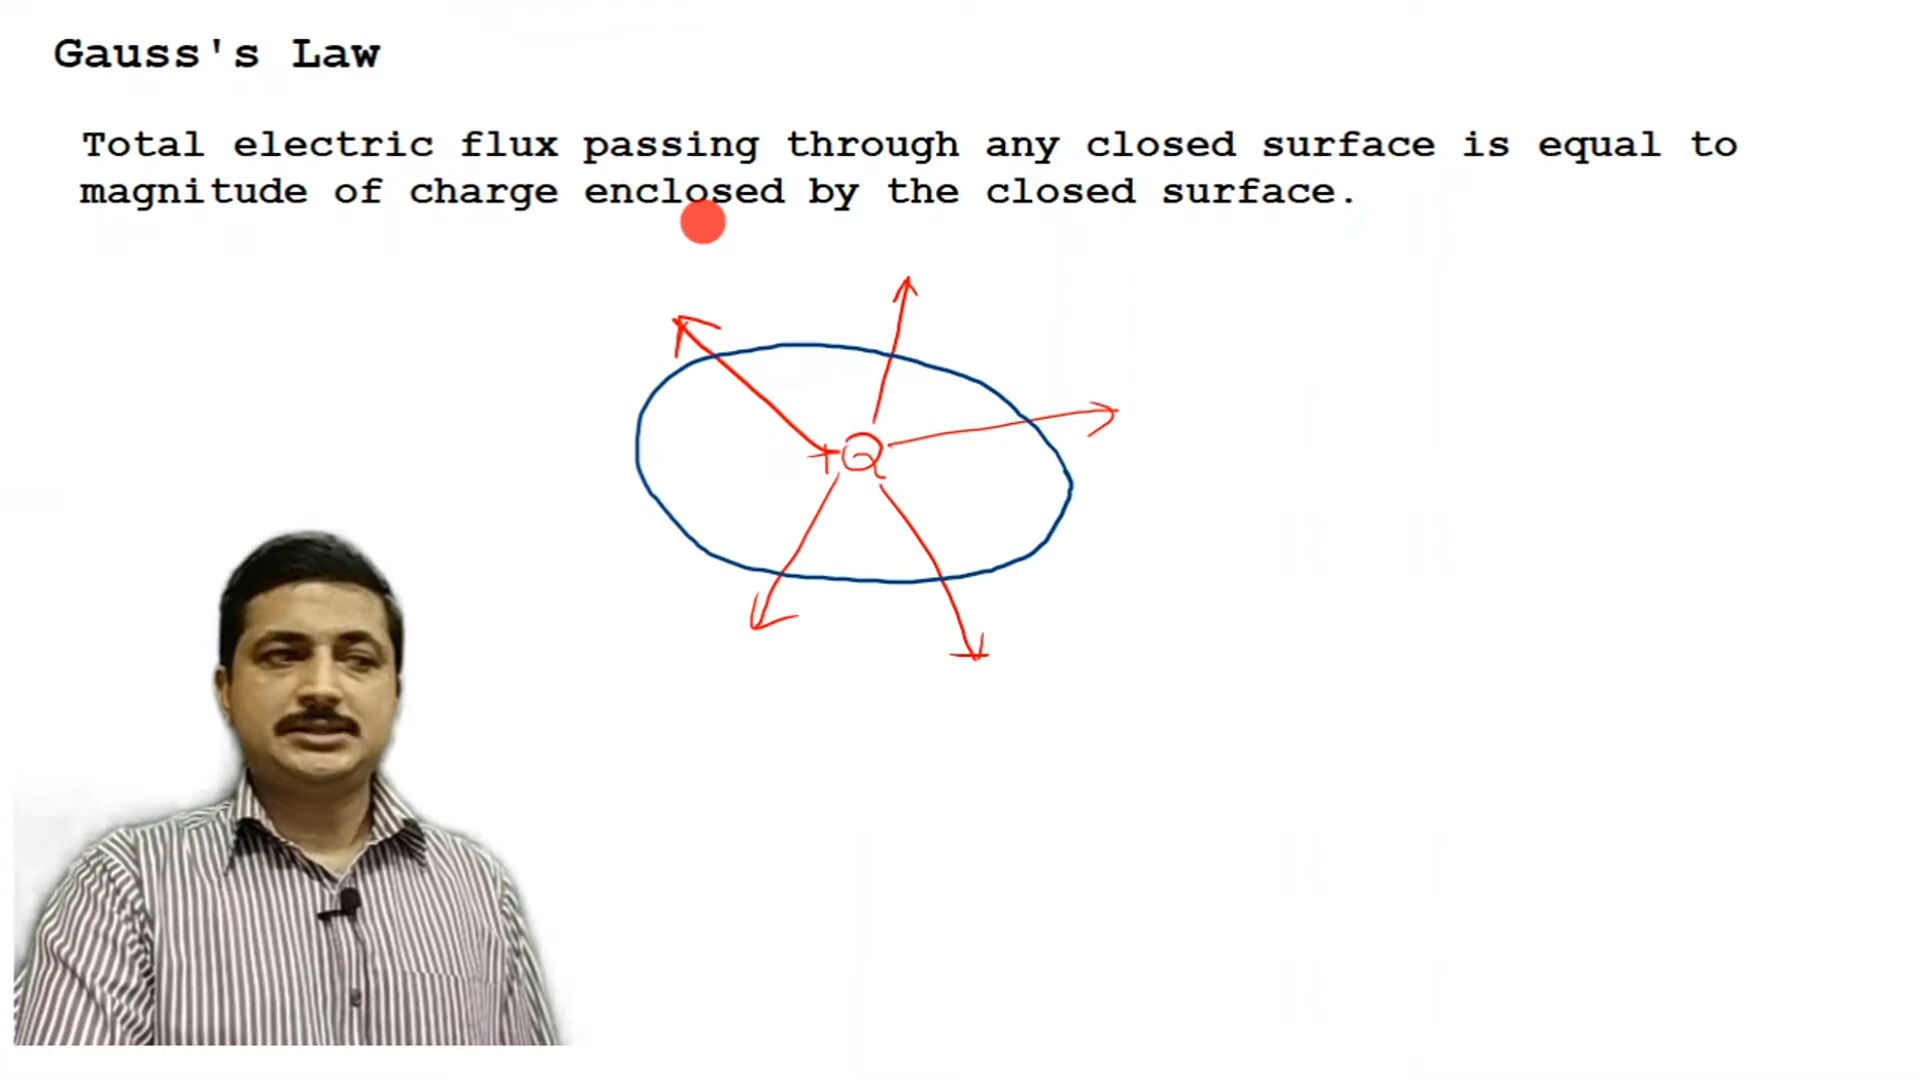 Gauss's Law
Total electric flux passing through any closed surface is equal to
magnitude of charge enclosed by the closed surface.
+Q